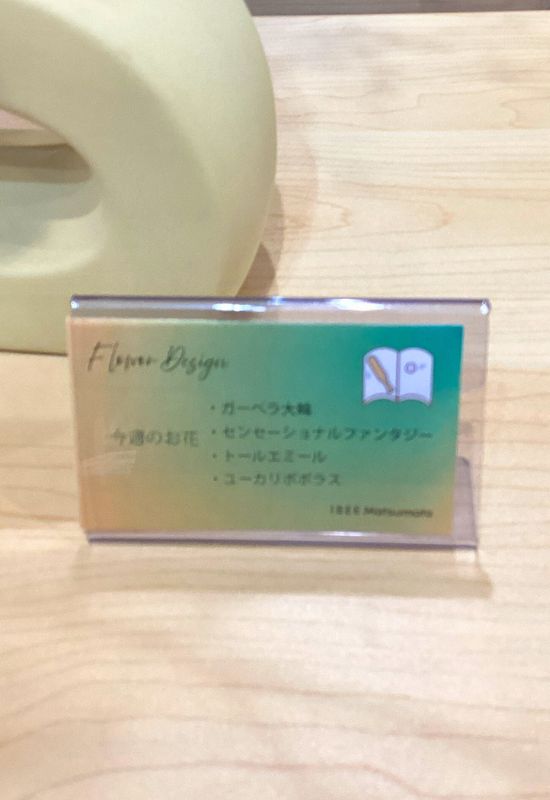 Flower Design
今週のお花
・ガーベラ大輪
・センセーショナルファンタジー
・トールエミール
・ユーカリポポラス
Matsumoto